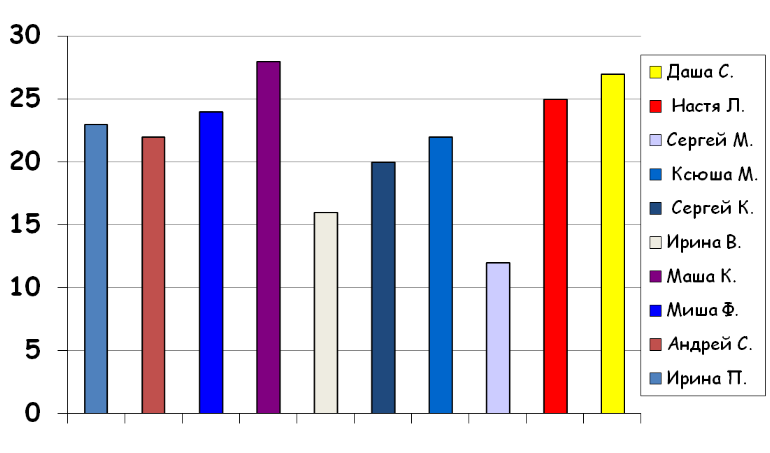 30
25
20
15
10
5
0
Даша С.
Настя Л.
Сергей М.
Ксюша М.
Сергей К.
Ирина В.
Маша К.
Миша Ф.
Андрей С.
Ирина П.